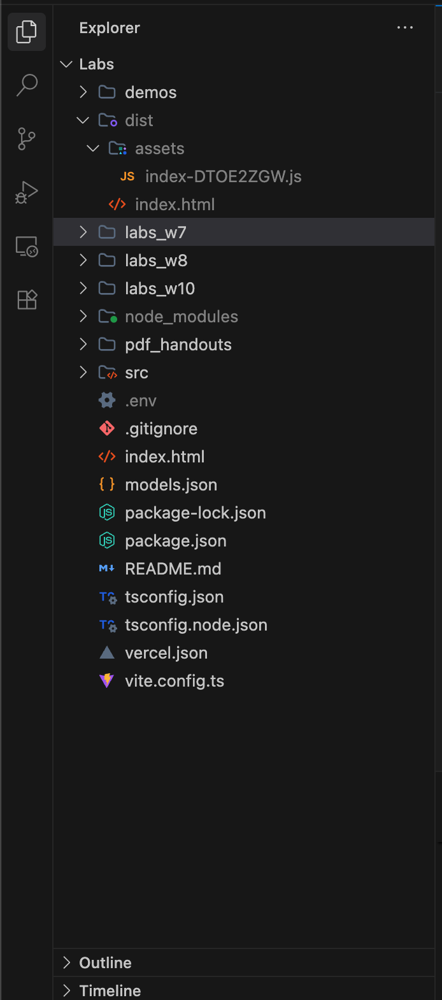 Explorer
Labs
demos
dist
assets
JS index-DTOE2ZGW.js
index.html
labs_w7
labs_w8
labs_w10
node_modules
pdf_handouts
src
.env
.gitignore
index.html
models.json
package-lock.json
package.json
README.md
tsconfig.json
tsconfig.node.json
vercel.json
vite.config.ts
Outline
Timeline